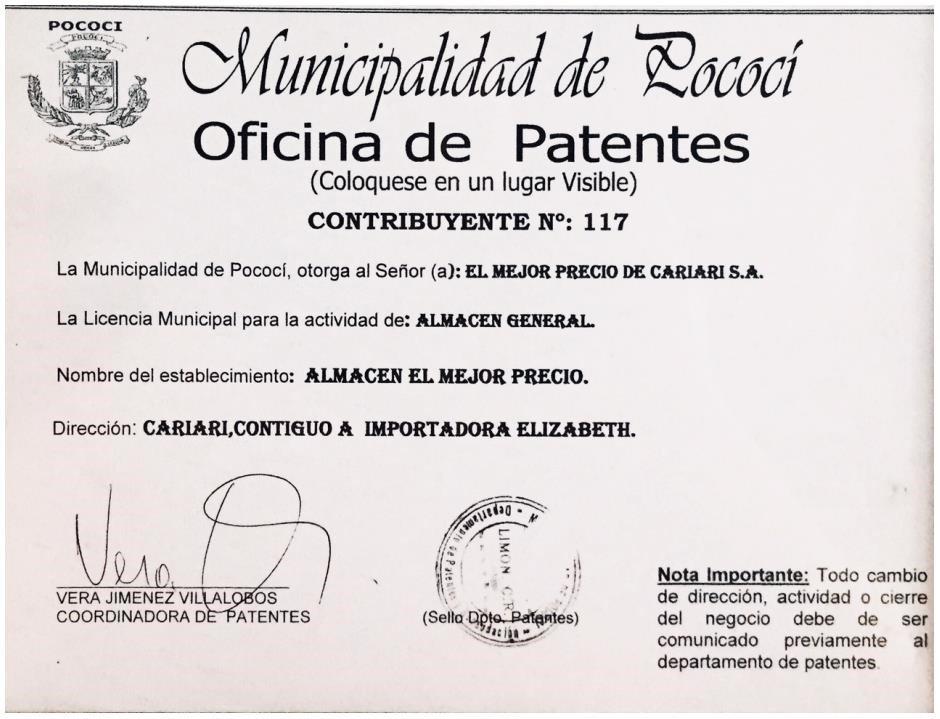 POCOCI
Municipalidad de Pococí
Oficina de Patentes
(Coloquese en un lugar Visible)
CONTRIBUYENTE Nº: 117
La Municipalidad de Pococí, otorga al Señor (a): EL MEJOR PRECIO DE CARIARI S.A.
La Licencia Municipal para la actividad de: ALMACEN GENERAL.
Nombre del establecimiento: ALMACEN EL MEJOR PRECIO.
Dirección: CARIARI,CONTIGUO A IMPORTADORA ELIZABETH.
Vera
VERA JIMENEZ VILLALOBOS
COORDINADORA DE PATENTES
Departamento de
LIMON C.R.
(Sello Dpto. Patentes)
Nota Importante: Todo cambio
de dirección, actividad o cierre
del negocio debe de ser
comunicado previamente al
departamento de patentes.